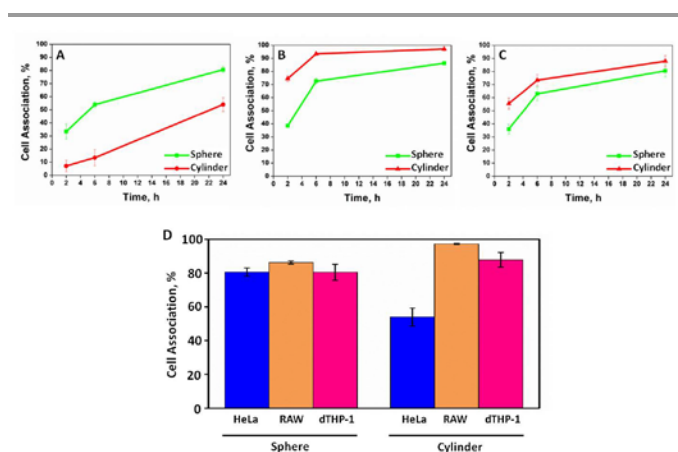 A
Cell Association, %
100
90
80
70
60
50
40
30
20
10
0
Sphere
Cylinder
0 2 4 6 8 10 12 14 16 18 20 22 24
Time, h
B
Cell Association, %
100
90
80
70
60
50
40
30
20
10
0
Sphere
Cylinder
0 2 4 6 8 10 12 14 16 18 20 22 24
Time, h
C
Cell Association, %
100
90
80
70
60
50
40
30
20
10
0
Sphere
Cylinder
0 2 4 6 8 10 12 14 16 18 20 22 24
Time, h
D
Cell Association, %
100
80
60
40
80
0
HeLa RAW dTHP-1 HeLa RAW dTHP-1
Sphere Cylinder